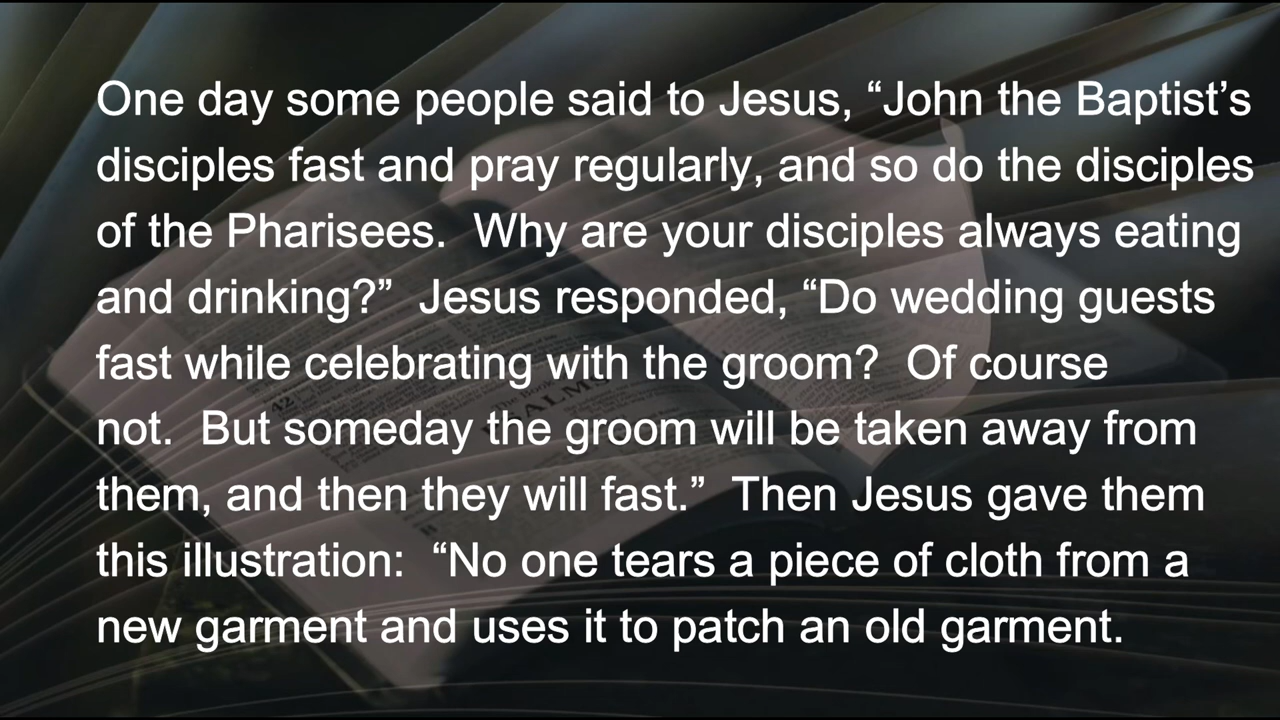 One day some people said to Jesus, “John the Baptist’s
disciples fast and pray regularly, and so do the disciples
of the Pharisees.  Why are your disciples always eating
and drinking?”  Jesus responded, “Do wedding guests
fast while celebrating with the groom?  Of course
not.  But someday the groom will be taken away from
them, and then they will fast.”  Then Jesus gave them
this illustration:  “No one tears a piece of cloth from a
new garment and uses it to patch an old garment.
42
The Book
PSALMS